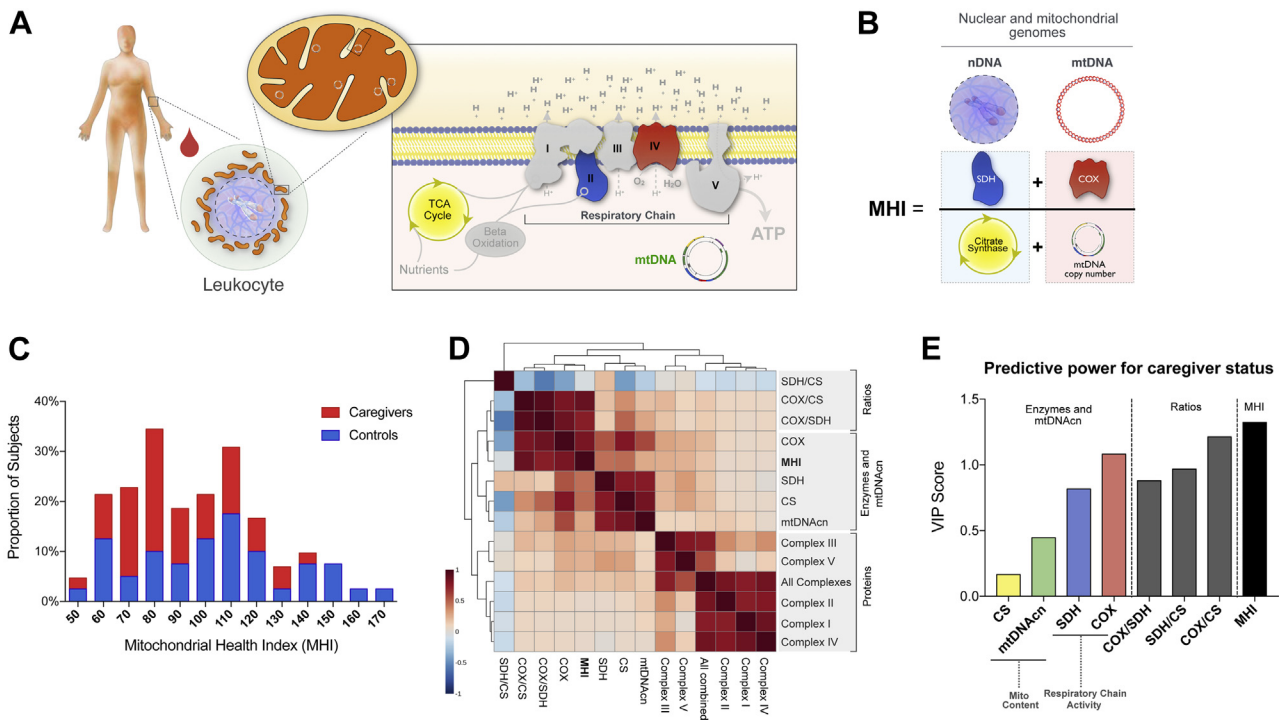 A
Leukocyte
H+ H+ H+ H+ H+ H+
I
II
III
IV
V
H+
H+
H+
H+
O2
H2O
TCA
Cycle
Beta
Oxidation
Nutrients
Respiratory Chain
ATP
mtDNA
B
Nuclear and mitochondrial
genomes
nDNA
mtDNA
SDH
+
COX
MHI =
Citrate
Synthase
+
mtDNA
copy number
C
Proportion of Subjects
40%
30%
20%
10%
0%
Caregivers
Controls
50 60 70 80 90 100 110 120 130 140 150 160 170
Mitochondrial Health Index (MHI)
D
SDH/CS
COX/CS
COX/SDH
COX
MHI
SDH
CS
mtDNAcn
Complex III
Complex V
All Complexes
Complex II
Complex I
Complex IV
Ratios
Enzymes and
mtDNAcn
Proteins
1
0.5
0
-0.5
-1
SDH/CS
COX/CS
COX/SDH
COX
MHI
SDH
CS
mtDNAcn
Complex III
Complex V
All combined
Complex II
Complex I
Complex IV
E
Predictive power for caregiver status
Enzymes and
mtDNAcn
Ratios
MHI
VIP Score
1.5
1.0
0.5
0.0
CS
mtDNAcn
SDH
COX
COX/SDH
SDH/CS
COX/CS
MHI
Mito
Content
Respiratory Chain
Activity